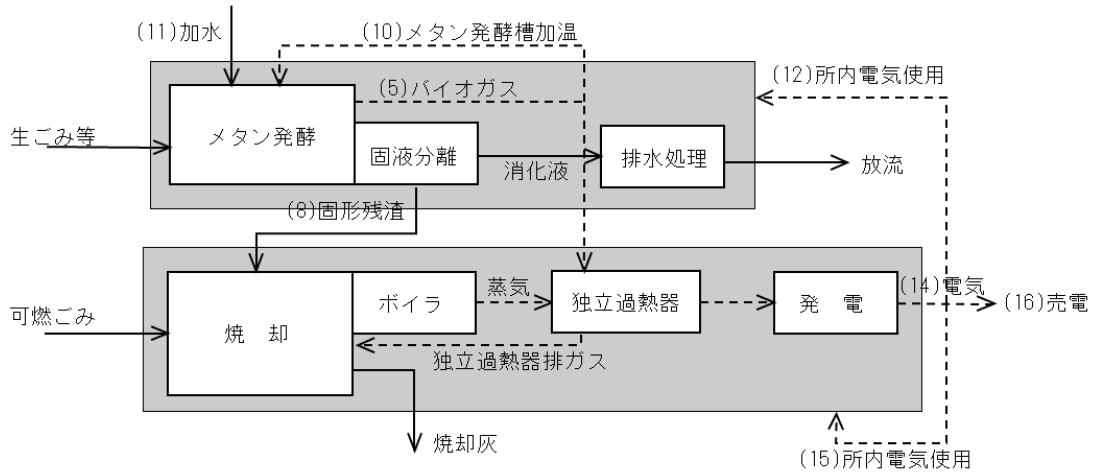 (11)加水
(10)メタン発酵槽加温
(12)所内電気使用
(5)バイオガス
生ごみ等
メタン発酵
固液分離
消化液
排水処理
放流
(8)固形残渣
可燃ごみ
焼　却
ボイラ
蒸気
独立過熱器
発　電
(14)電気
(16)売電
独立過熱器排ガス
焼却灰
(15)所内電気使用